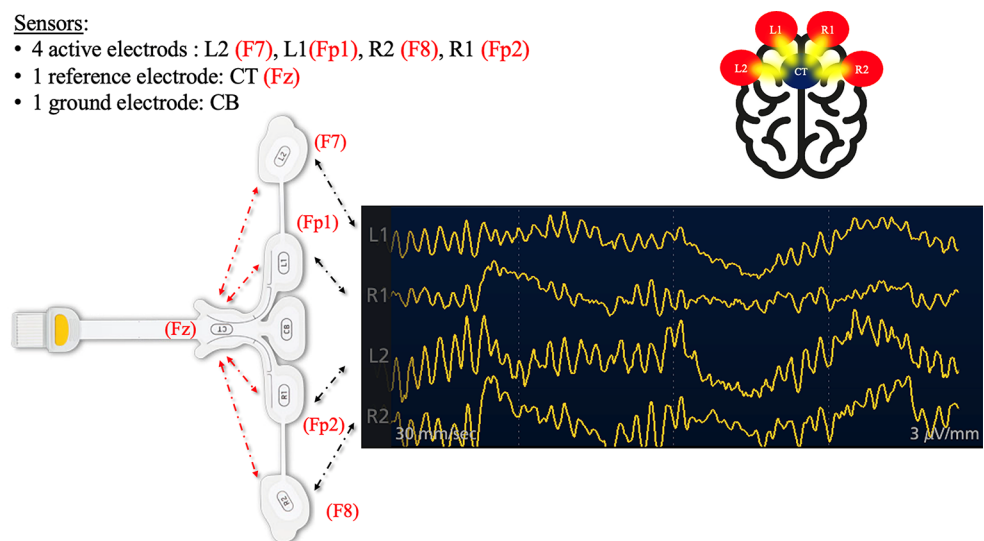 Sensors:
• 4 active electrods : L2 (F7), L1(Fp1), R2 (F8), R1 (Fp2)
• 1 reference electrode: CT (Fz)
• 1 ground electrode: CB
L1
R1
L2
CT
R2
(F7)
L2
(Fp1)
L1
(Fz)
CT
CB
R1
(Fp2)
R2
(F8)
L1
R1
L2
R2
30 mm/sec
3 µV/mm